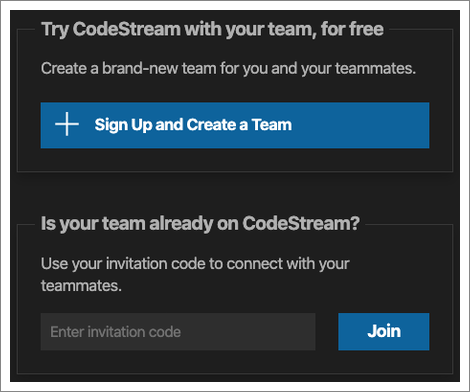 Try CodeStream with your team, for free
Create a brand-new team for you and your teammates.
Sign Up and Create a Team
Is your team already on CodeStream?
Use your invitation code to connect with your
teammates.
Enter invitation code
Join